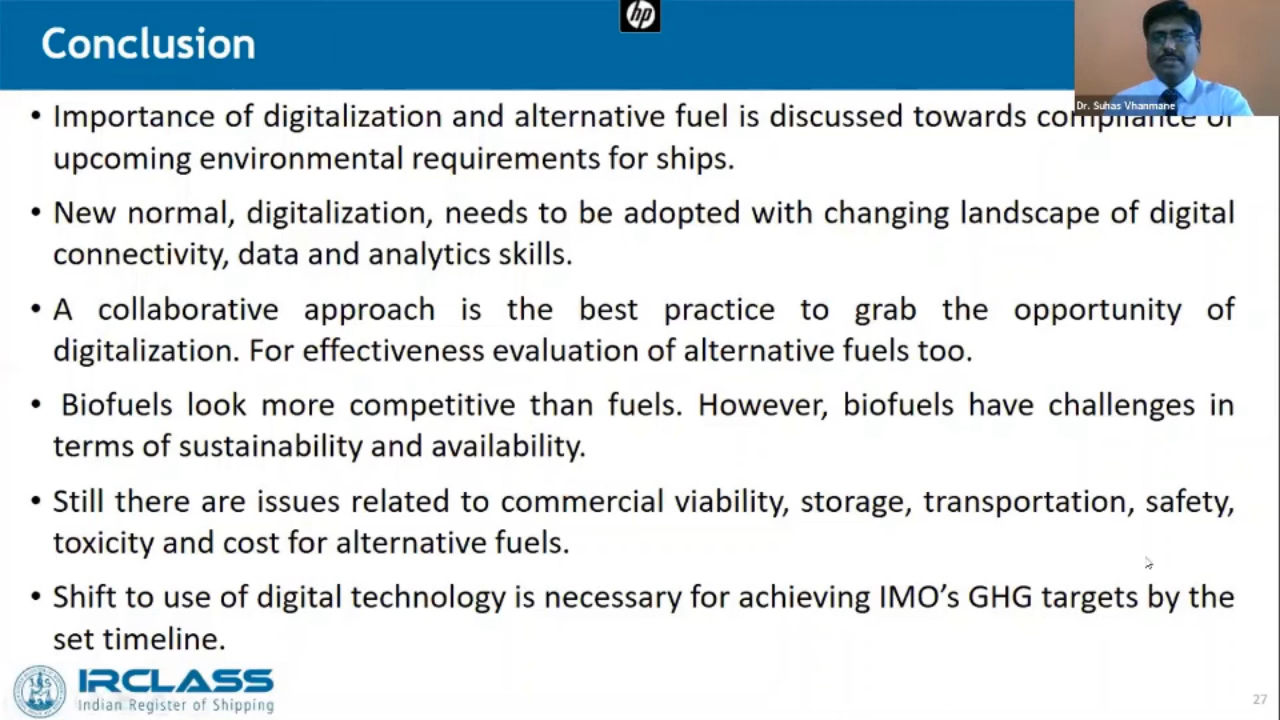 hp
Conclusion
Dr. Suhas Vhanmane
• Importance of digitalization and alternative fuel is discussed towards compliance of
upcoming environmental requirements for ships.
• New normal, digitalization, needs to be adopted with changing landscape of digital
connectivity, data and analytics skills.
• A collaborative approach is the best practice to grab the opportunity of
digitalization. For effectiveness evaluation of alternative fuels too.
• Biofuels look more competitive than fuels. However, biofuels have challenges in
terms of sustainability and availability.
• Still there are issues related to commercial viability, storage, transportation, safety,
toxicity and cost for alternative fuels.
• Shift to use of digital technology is necessary for achieving IMO’s GHG targets by the
set timeline.
IRCLASS
Indian Register of Shipping
27